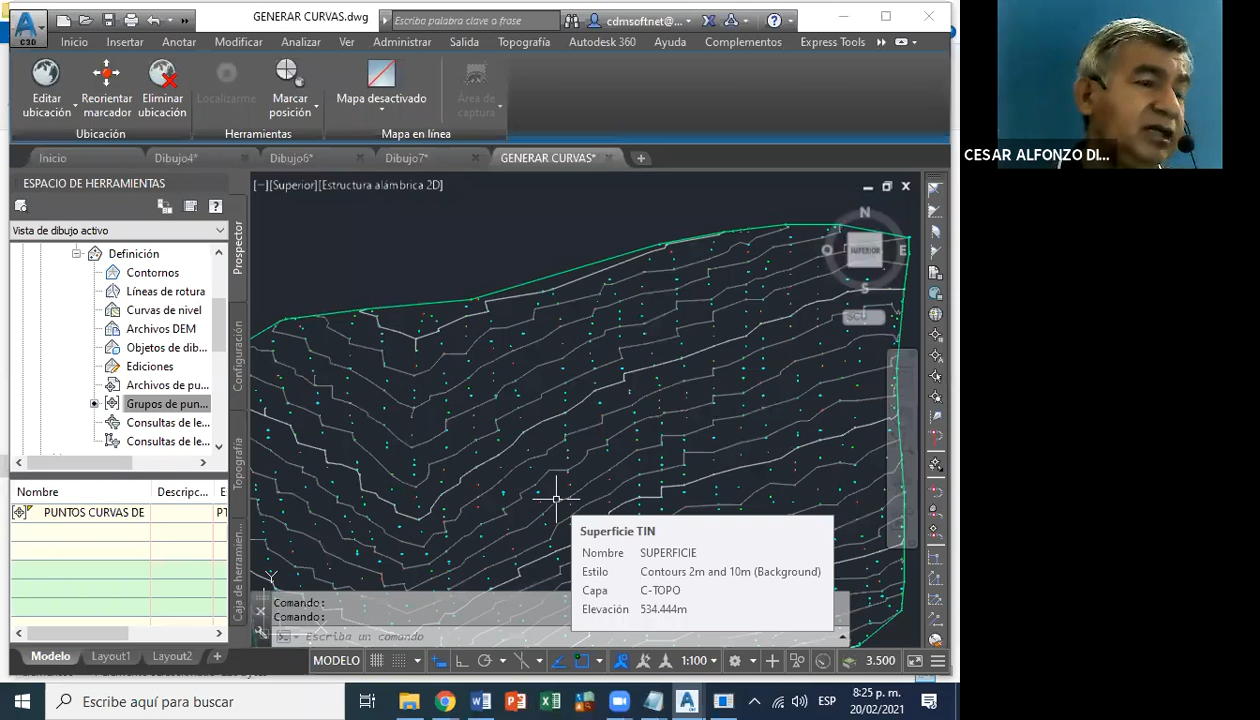 GENERAR CURVAS.dwg
Escriba palabra clave o frase
cdmsoftnet@...
C3D
Inicio
Insertar
Anotar
Modificar
Analizar
Ver
Administrar
Salida
Topografía
Autodesk 360
Ayuda
Complementos
Express Tools
Editar ubicación
Reorientar marcador
Eliminar ubicación
Localizarme
Marcar posición
Mapa desactivado
Área de captura
Ubicación
Herramientas
Mapa en línea
Inicio
Dibujo4*
Dibujo6*
Dibujo7*
GENERAR CURVAS*
ESPACIO DE HERRAMIENTAS
Vista de dibujo activo
Definición
Contornos
Líneas de rotura
Curvas de nivel
Archivos DEM
Objetos de dib...
Ediciones
Archivos de pu...
Grupos de pun...
Consultas de le...
Consultas de le...
Nombre
Descripc...
E
PUNTOS CURVAS DE
PT
Prospector
Configuración
Topografía
Caja de herramien...
[−][Superior][Estructura alámbrica 2D]
N
O
SUPERIOR
E
S
SCU
Superficie TIN
Nombre SUPERFICIE
Estilo Contours 2m and 10m (Background)
Capa C-TOPO
Elevación 534.444m
Y
Comando:
Comando:
Escriba un comando
Modelo
Layout1
Layout2
MODELO
1:100
3.500
Escribe aquí para buscar
ESP
8:25 p. m.
20/02/2021
CESAR ALFONZO DI...